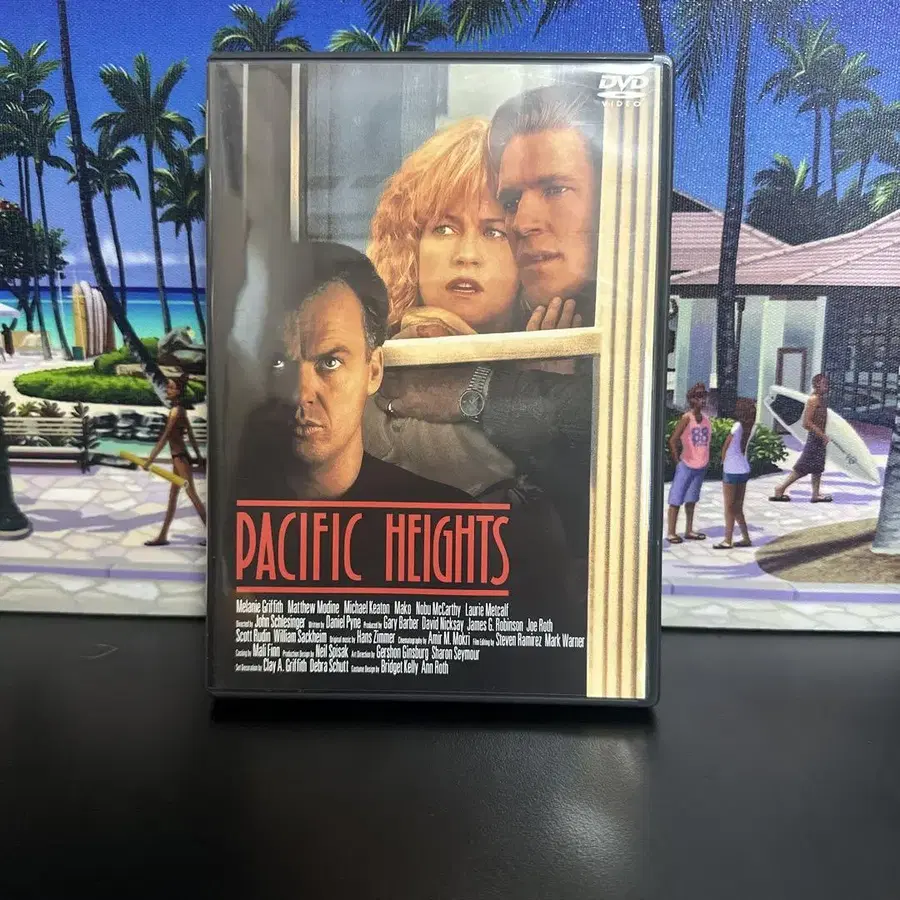 DVD
VIDEO
PACIFIC HEIGHTS
Melanie Griffith Matthew Modine Michael Keaton Mako Nobu McCarthy Laurie Metcalf
Directed by John Schlesinger Written by Daniel Pyne Produced by Gary Barber David Nicksay James G. Robinson Joe Roth
Scott Rudin William Sackheim Original music by Hans Zimmer Cinematography by Amir M. Mokri Film Editing by Steven Ramirez Mark Warner
Casting by Mali Finn Production Design by Neil Spisak Art Direction by Gershon Ginsburg Sharon Seymour
Set Decoration by Clay A. Griffith Debra Schutt Costume Design by Bridget Kelly Ann Roth
88